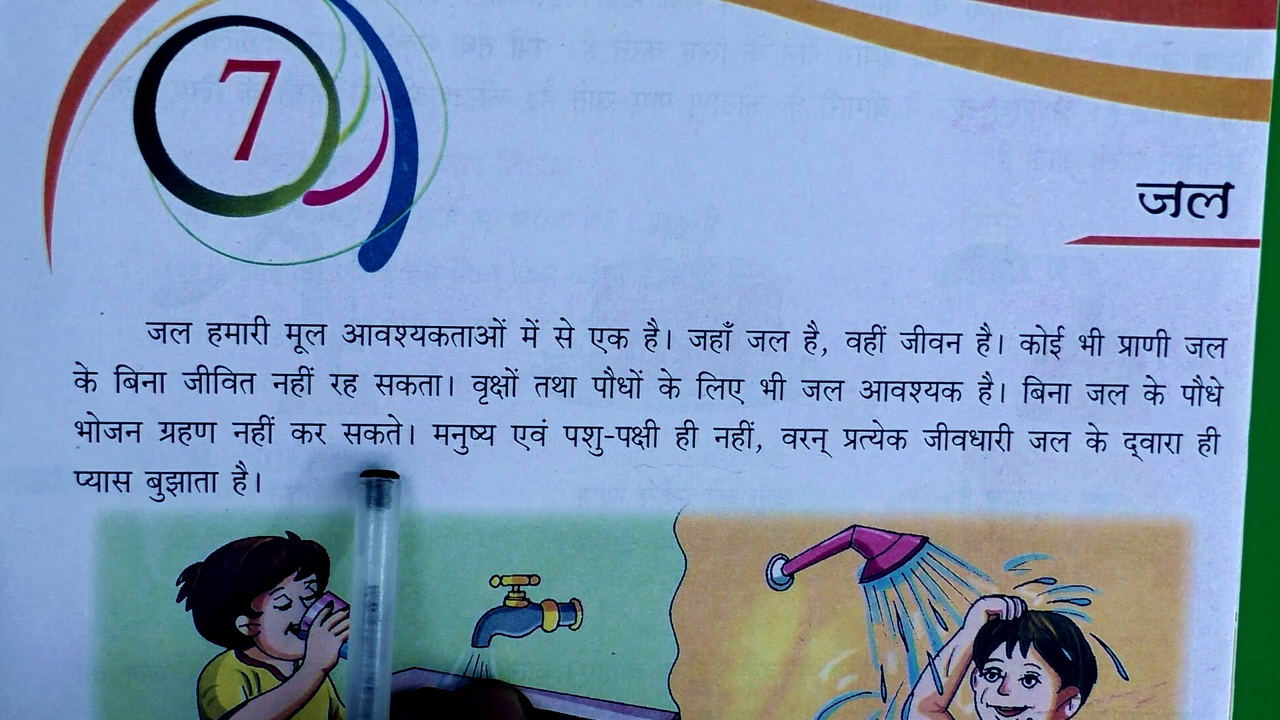 7
जल
जल हमारी मूल आवश्यकताओं में से एक है। जहाँ जल है, वहीं जीवन है। कोई भी प्राणी जल
के बिना जीवित नहीं रह सकता। वृक्षों तथा पौधों के लिए भी जल आवश्यक है। बिना जल के पौधे
भोजन ग्रहण नहीं कर सकते। मनुष्य एवं पशु-पक्षी ही नहीं, वरन् प्रत्येक जीवधारी जल के द्‌वारा ही
प्यास बुझाता है।